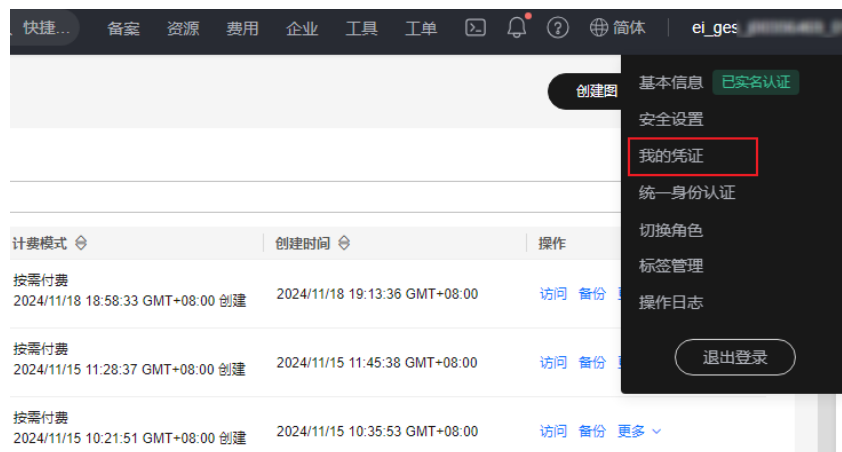 快捷... 备案 资源 费用 企业 工具 工单 简体 ei_ges
创建图
基本信息 已实名认证
安全设置
我的凭证
统一身份认证
切换角色
标签管理
操作日志
退出登录
计费模式 创建时间 操作
按需付费
2024/11/18 18:58:33 GMT+08:00 创建 2024/11/18 19:13:36 GMT+08:00 访问 备份
按需付费
2024/11/15 11:28:37 GMT+08:00 创建 2024/11/15 11:45:38 GMT+08:00 访问 备份
按需付费
2024/11/15 10:21:51 GMT+08:00 创建 2024/11/15 10:35:53 GMT+08:00 访问 备份 更多